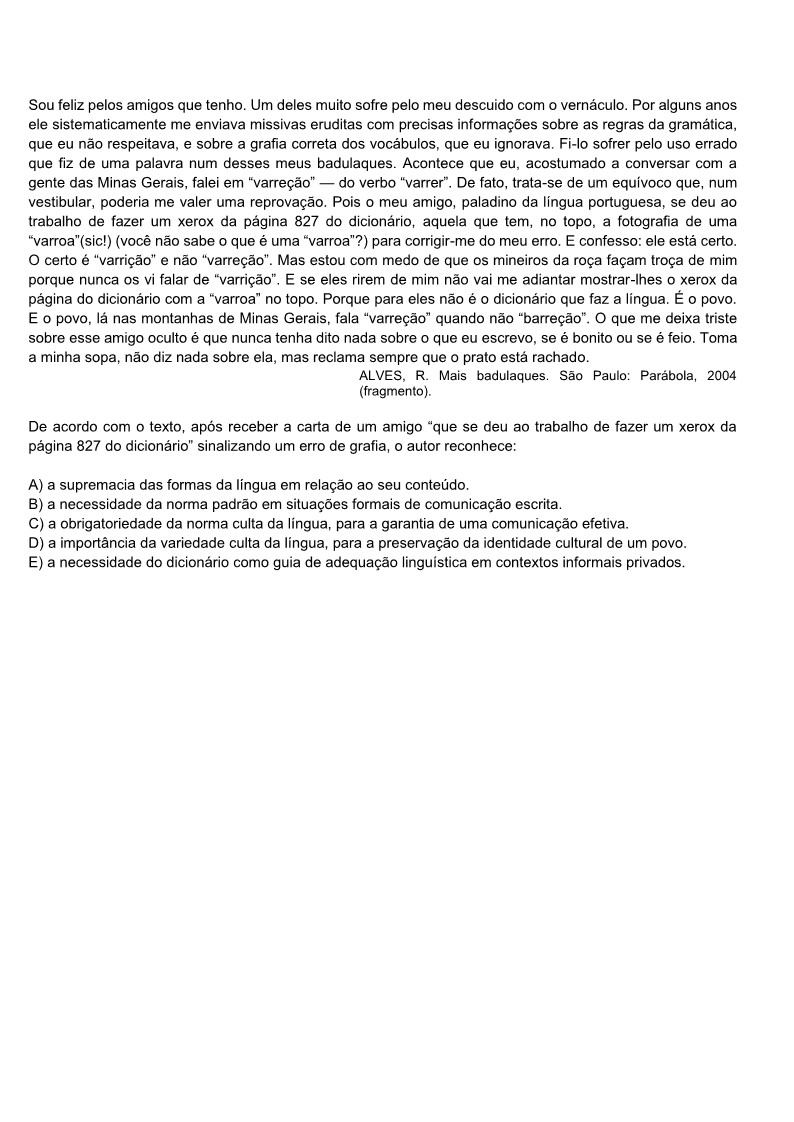 Sou feliz pelos amigos que tenho. Um deles muito sofre pelo meu descuido com o vernáculo. Por alguns anos
ele sistematicamente me enviava missivas eruditas com precisas informações sobre as regras da gramática,
que eu não respeitava, e sobre a grafia correta dos vocábulos, que eu ignorava. Fi-lo sofrer pelo uso errado
que fiz de uma palavra num desses meus badulaques. Acontece que eu, acostumado a conversar com a
gente das Minas Gerais, falei em “varreção” — do verbo “varrer”. De fato, trata-se de um equívoco que, num
vestibular, poderia me valer uma reprovação. Pois o meu amigo, paladino da língua portuguesa, se deu ao
trabalho de fazer um xerox da página 827 do dicionário, aquela que tem, no topo, a fotografia de uma
“varroa”(sic!) (você não sabe o que é uma “varroa”?) para corrigir-me do meu erro. E confesso: ele está certo.
O certo é “varrição” e não “varreção”. Mas estou com medo de que os mineiros da roça façam troça de mim
porque nunca os vi falar de “varrição”. E se eles rirem de mim não vai me adiantar mostrar-lhes o xerox da
página do dicionário com a “varroa” no topo. Porque para eles não é o dicionário que faz a língua. É o povo.
E o povo, lá nas montanhas de Minas Gerais, fala “varreção” quando não “barreção”. O que me deixa triste
sobre esse amigo oculto é que nunca tenha dito nada sobre o que eu escrevo, se é bonito ou se é feio. Toma
a minha sopa, não diz nada sobre ela, mas reclama sempre que o prato está rachado.
ALVES, R. Mais badulaques. São Paulo: Parábola, 2004
(fragmento).
De acordo com o texto, após receber a carta de um amigo “que se deu ao trabalho de fazer um xerox da
página 827 do dicionário” sinalizando um erro de grafia, o autor reconhece:
A) a supremacia das formas da língua em relação ao seu conteúdo.
B) a necessidade da norma padrão em situações formais de comunicação escrita.
C) a obrigatoriedade da norma culta da língua, para a garantia de uma comunicação efetiva.
D) a importância da variedade culta da língua, para a preservação da identidade cultural de um povo.
E) a necessidade do dicionário como guia de adequação linguística em contextos informais privados.